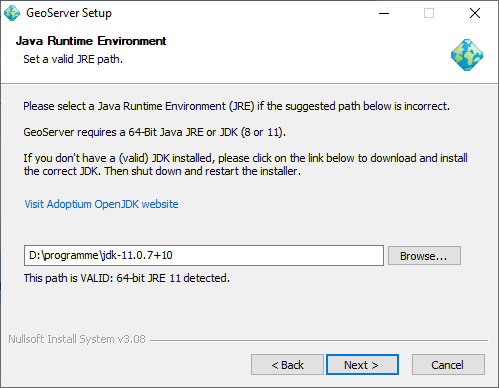 GeoServer Setup
Java Runtime Environment
Set a valid JRE path.
Please select a Java Runtime Environment (JRE) if the suggested path below is incorrect.
GeoServer requires a 64-Bit Java JRE or JDK (8 or 11).
If you don't have a (valid) JDK installed, please click on the link below to download and install
the correct JDK. Then shut down and restart the installer.
Visit Adoptium OpenJDK website
D:\programme\jdk-11.0.7+10
Browse...
This path is VALID: 64-bit JRE 11 detected.
Nullsoft Install System v3.08
< Back
Next >
Cancel